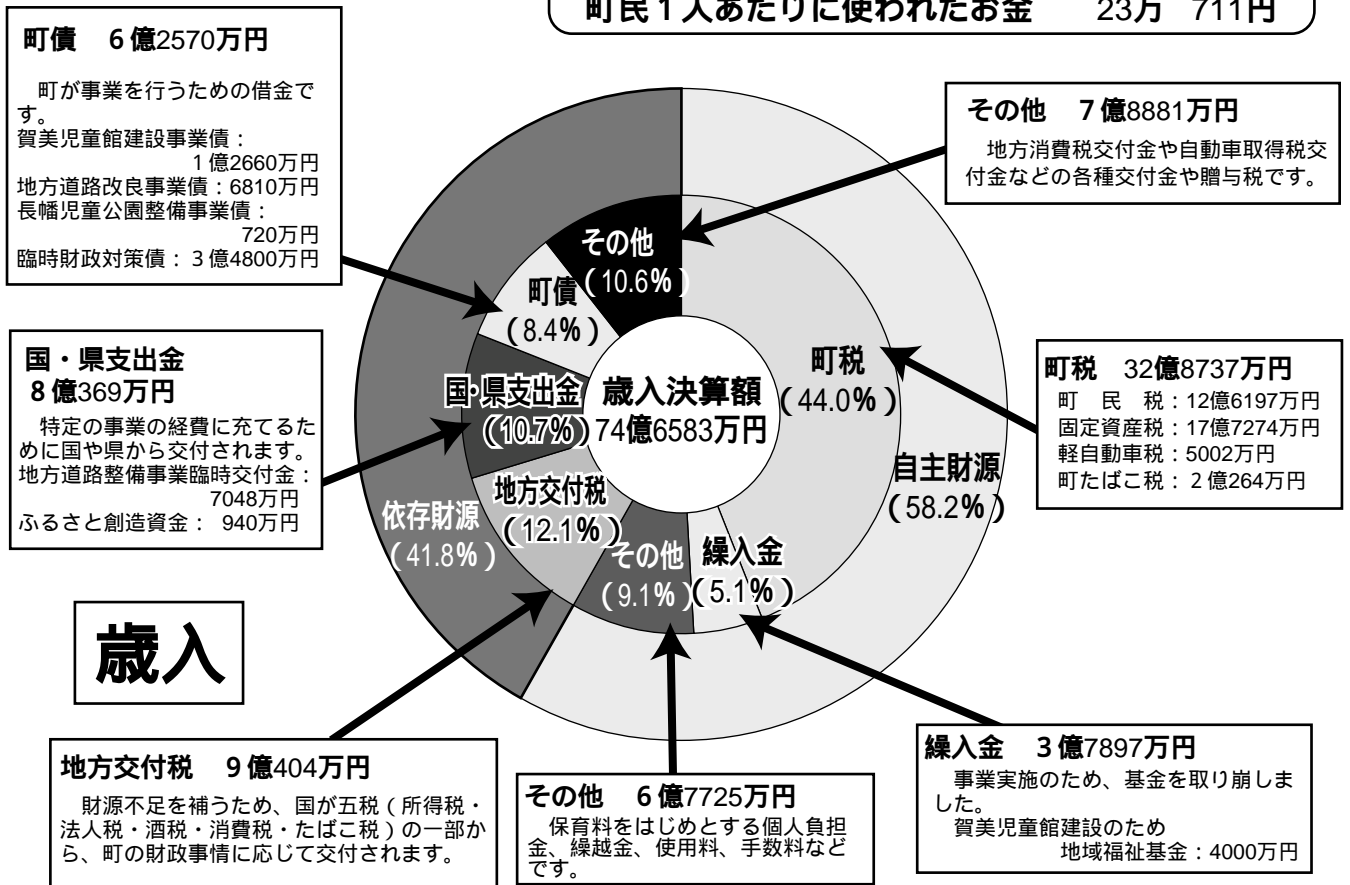 町民１人あたりに使われたお金　　23万　711円
町債　６億2570万円
　町が事業を行うための借金で
す。
賀美児童館建設事業債：
１億2660万円
地方道路改良事業債：6810万円
長幡児童公園整備事業債：
720万円
臨時財政対策債：３億4800万円
その他　７億8881万円
　地方消費税交付金や自動車取得税交
付金などの各種交付金や贈与税です。
国・県支出金
８億369万円
　特定の事業の経費に充てるた
めに国や県から交付されます。
地方道路整備事業臨時交付金：
7048万円
ふるさと創造資金：　940万円
町税　32億8737万円
町　民　税：12億6197万円
固定資産税：17億7274万円
軽自動車税：5002万円
町たばこ税：２億264万円
その他
（10.6％）
町債
（8.4％）
国・県支出金
（10.7％）
歳入決算額
74億6583万円
町税
（44.0％）
自主財源
（58.2％）
地方交付税
（12.1％）
依存財源
（41.8％）
その他
（9.1％）
繰入金
（5.1％）
歳入
地方交付税　９億404万円
　財源不足を補うため、国が五税（所得税・
法人税・酒税・消費税・たばこ税）の一部か
ら、町の財政事情に応じて交付されます。
その他　６億7725万円
　保育料をはじめとする個人負担
金、繰越金、使用料、手数料など
です。
繰入金　３億7897万円
　事業実施のため、基金を取り崩しま
した。
　賀美児童館建設のため
地域福祉基金：4000万円